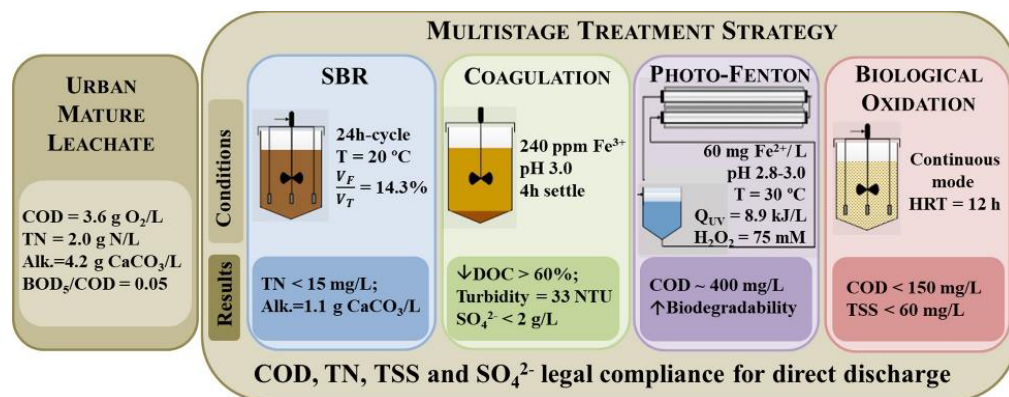 MULTISTAGE TREATMENT STRATEGY
URBAN
MATURE
LEACHATE
COD = 3.6 g O₂/L
TN = 2.0 g N/L
Alk.=4.2 g CaCO₃/L
BOD₅/COD = 0.05
Conditions
Results
SBR
24h-cycle
T = 20 ºC
V_F/V_T = 14.3%
TN < 15 mg/L;
Alk.=1.1 g CaCO₃/L
COAGULATION
240 ppm Fe³⁺
pH 3.0
4h settle
↓DOC > 60%;
Turbidity = 33 NTU
SO₄²⁻ < 2 g/L
PHOTO-FENTON
60 mg Fe²⁺/ L
pH 2.8-3.0
T = 30 ºC
Q_UV = 8.9 kJ/L
H₂O₂ = 75 mM
COD ~ 400 mg/L
↑Biodegradability
BIOLOGICAL
OXIDATION
Continuous
mode
HRT = 12 h
COD < 150 mg/L
TSS < 60 mg/L
COD, TN, TSS and SO₄²⁻ legal compliance for direct discharge